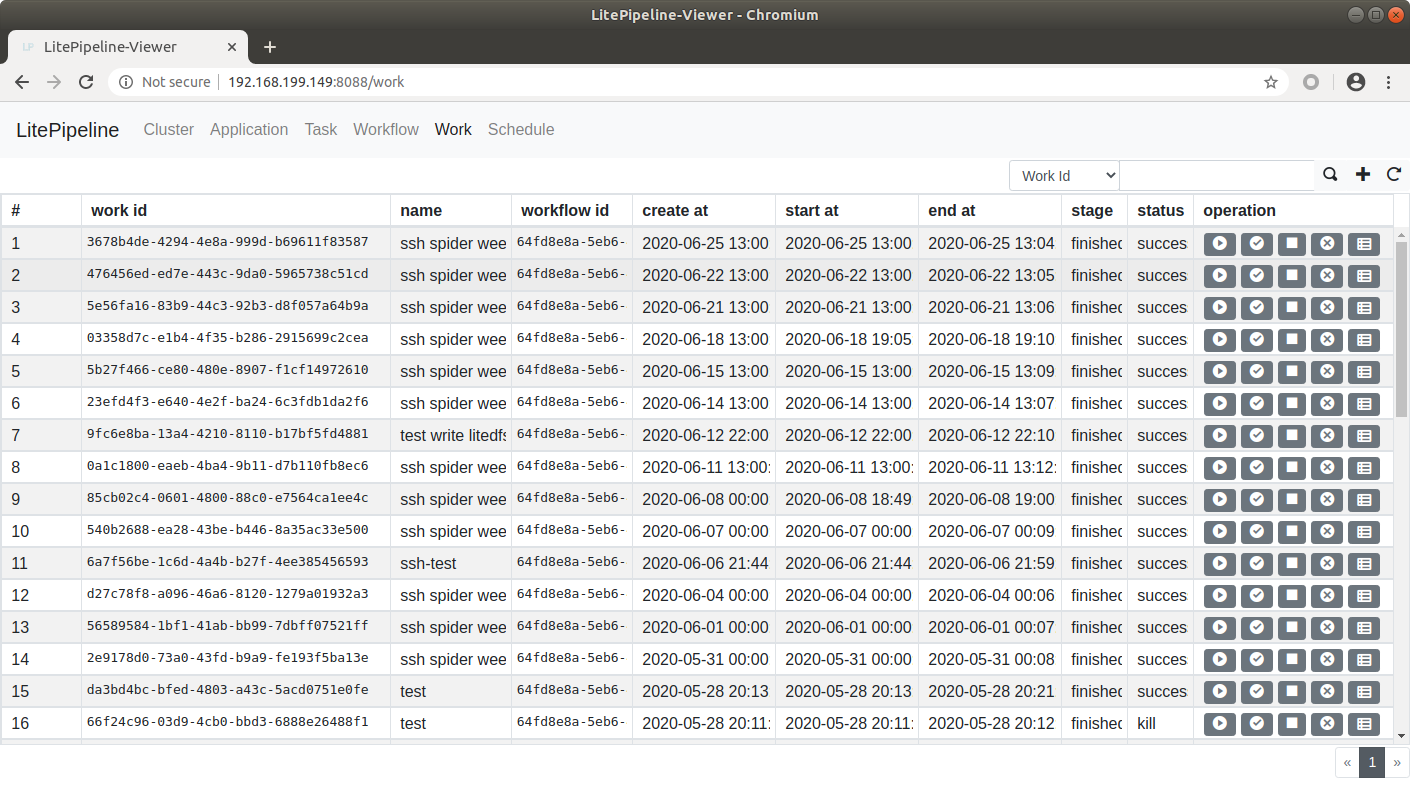 LitePipeline-Viewer - Chromium
LP LitePipeline-Viewer
Not secure 192.168.199.149:8088/work
LitePipeline Cluster Application Task Workflow Work Schedule
Work Id
# work id name workflow id create at start at end at stage status operation
1 3678b4de-4294-4e8a-999d-b69611f83587 ssh spider wee 64fd8e8a-5eb6- 2020-06-25 13:00 2020-06-25 13:00 2020-06-25 13:04 finished succes
2 476456ed-ed7e-443c-9da0-5965738c51cd ssh spider wee 64fd8e8a-5eb6- 2020-06-22 13:00 2020-06-22 13:00 2020-06-22 13:05 finished succes
3 5e56fa16-83b9-44c3-92b3-d8f057a64b9a ssh spider wee 64fd8e8a-5eb6- 2020-06-21 13:00 2020-06-21 13:00 2020-06-21 13:06 finished succes
4 03358d7c-e1b4-4f35-b286-2915699c2cea ssh spider wee 64fd8e8a-5eb6- 2020-06-18 13:00 2020-06-18 19:05 2020-06-18 19:10 finished succes
5 5b27f466-ce80-480e-8907-f1cf14972610 ssh spider wee 64fd8e8a-5eb6- 2020-06-15 13:00 2020-06-15 13:00 2020-06-15 13:09 finished succes
6 23efd4f3-e640-4e2f-ba24-6c3fdb1da2f6 ssh spider wee 64fd8e8a-5eb6- 2020-06-14 13:00 2020-06-14 13:00 2020-06-14 13:07 finished succes
7 9fc6e8ba-13a4-4210-8110-b17bf5fd4881 test write litedfs 64fd8e8a-5eb6- 2020-06-12 22:00 2020-06-12 22:00 2020-06-12 22:10 finished succes
8 0a1c1800-eaeb-4ba4-9b11-d7b110fb8ec6 ssh spider wee 64fd8e8a-5eb6- 2020-06-11 13:00: 2020-06-11 13:00: 2020-06-11 13:12: finished succes
9 85cb02c4-0601-4800-88c0-e7564ca1ee4c ssh spider wee 64fd8e8a-5eb6- 2020-06-08 00:00 2020-06-08 18:49 2020-06-08 19:00 finished succes
10 540b2688-ea28-43be-b446-8a35ac33e500 ssh spider wee 64fd8e8a-5eb6- 2020-06-07 00:00 2020-06-07 00:00 2020-06-07 00:09 finished succes
11 6a7f56be-1c6d-4a4b-b27f-4ee385456593 ssh-test 64fd8e8a-5eb6- 2020-06-06 21:44 2020-06-06 21:44 2020-06-06 21:59 finished succes
12 d27c78f8-a096-46a6-8120-1279a01932a3 ssh spider wee 64fd8e8a-5eb6- 2020-06-04 00:00 2020-06-04 00:00 2020-06-04 00:06 finished succes
13 56589584-1bf1-41ab-bb99-7dbff07521ff ssh spider wee 64fd8e8a-5eb6- 2020-06-01 00:00 2020-06-01 00:00 2020-06-01 00:07 finished succes
14 2e9178d0-73a0-43fd-b9a9-fe193f5ba13e ssh spider wee 64fd8e8a-5eb6- 2020-05-31 00:00 2020-05-31 00:00 2020-05-31 00:08 finished succes
15 da3bd4bc-bfed-4803-a43c-5acd0751e0fe test 64fd8e8a-5eb6- 2020-05-28 20:13 2020-05-28 20:13 2020-05-28 20:21 finished succes
16 66f24c96-03d9-4cb0-bbd3-6888e26488f1 test 64fd8e8a-5eb6- 2020-05-28 20:11: 2020-05-28 20:11: 2020-05-28 20:12 finished kill
« 1 »